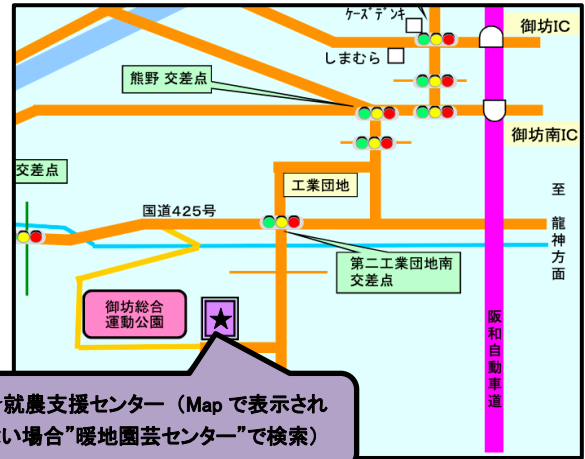 ケーズデンキ
御坊IC
しまむら
熊野 交差点
御坊南IC
交差点
工業団地
至 龍神方面
国道425号
第二工業団地南
交差点
御坊総合
運動公園
阪和自動車道
就農支援センター（Map で表示され
い場合”暖地園芸センター”で検索）